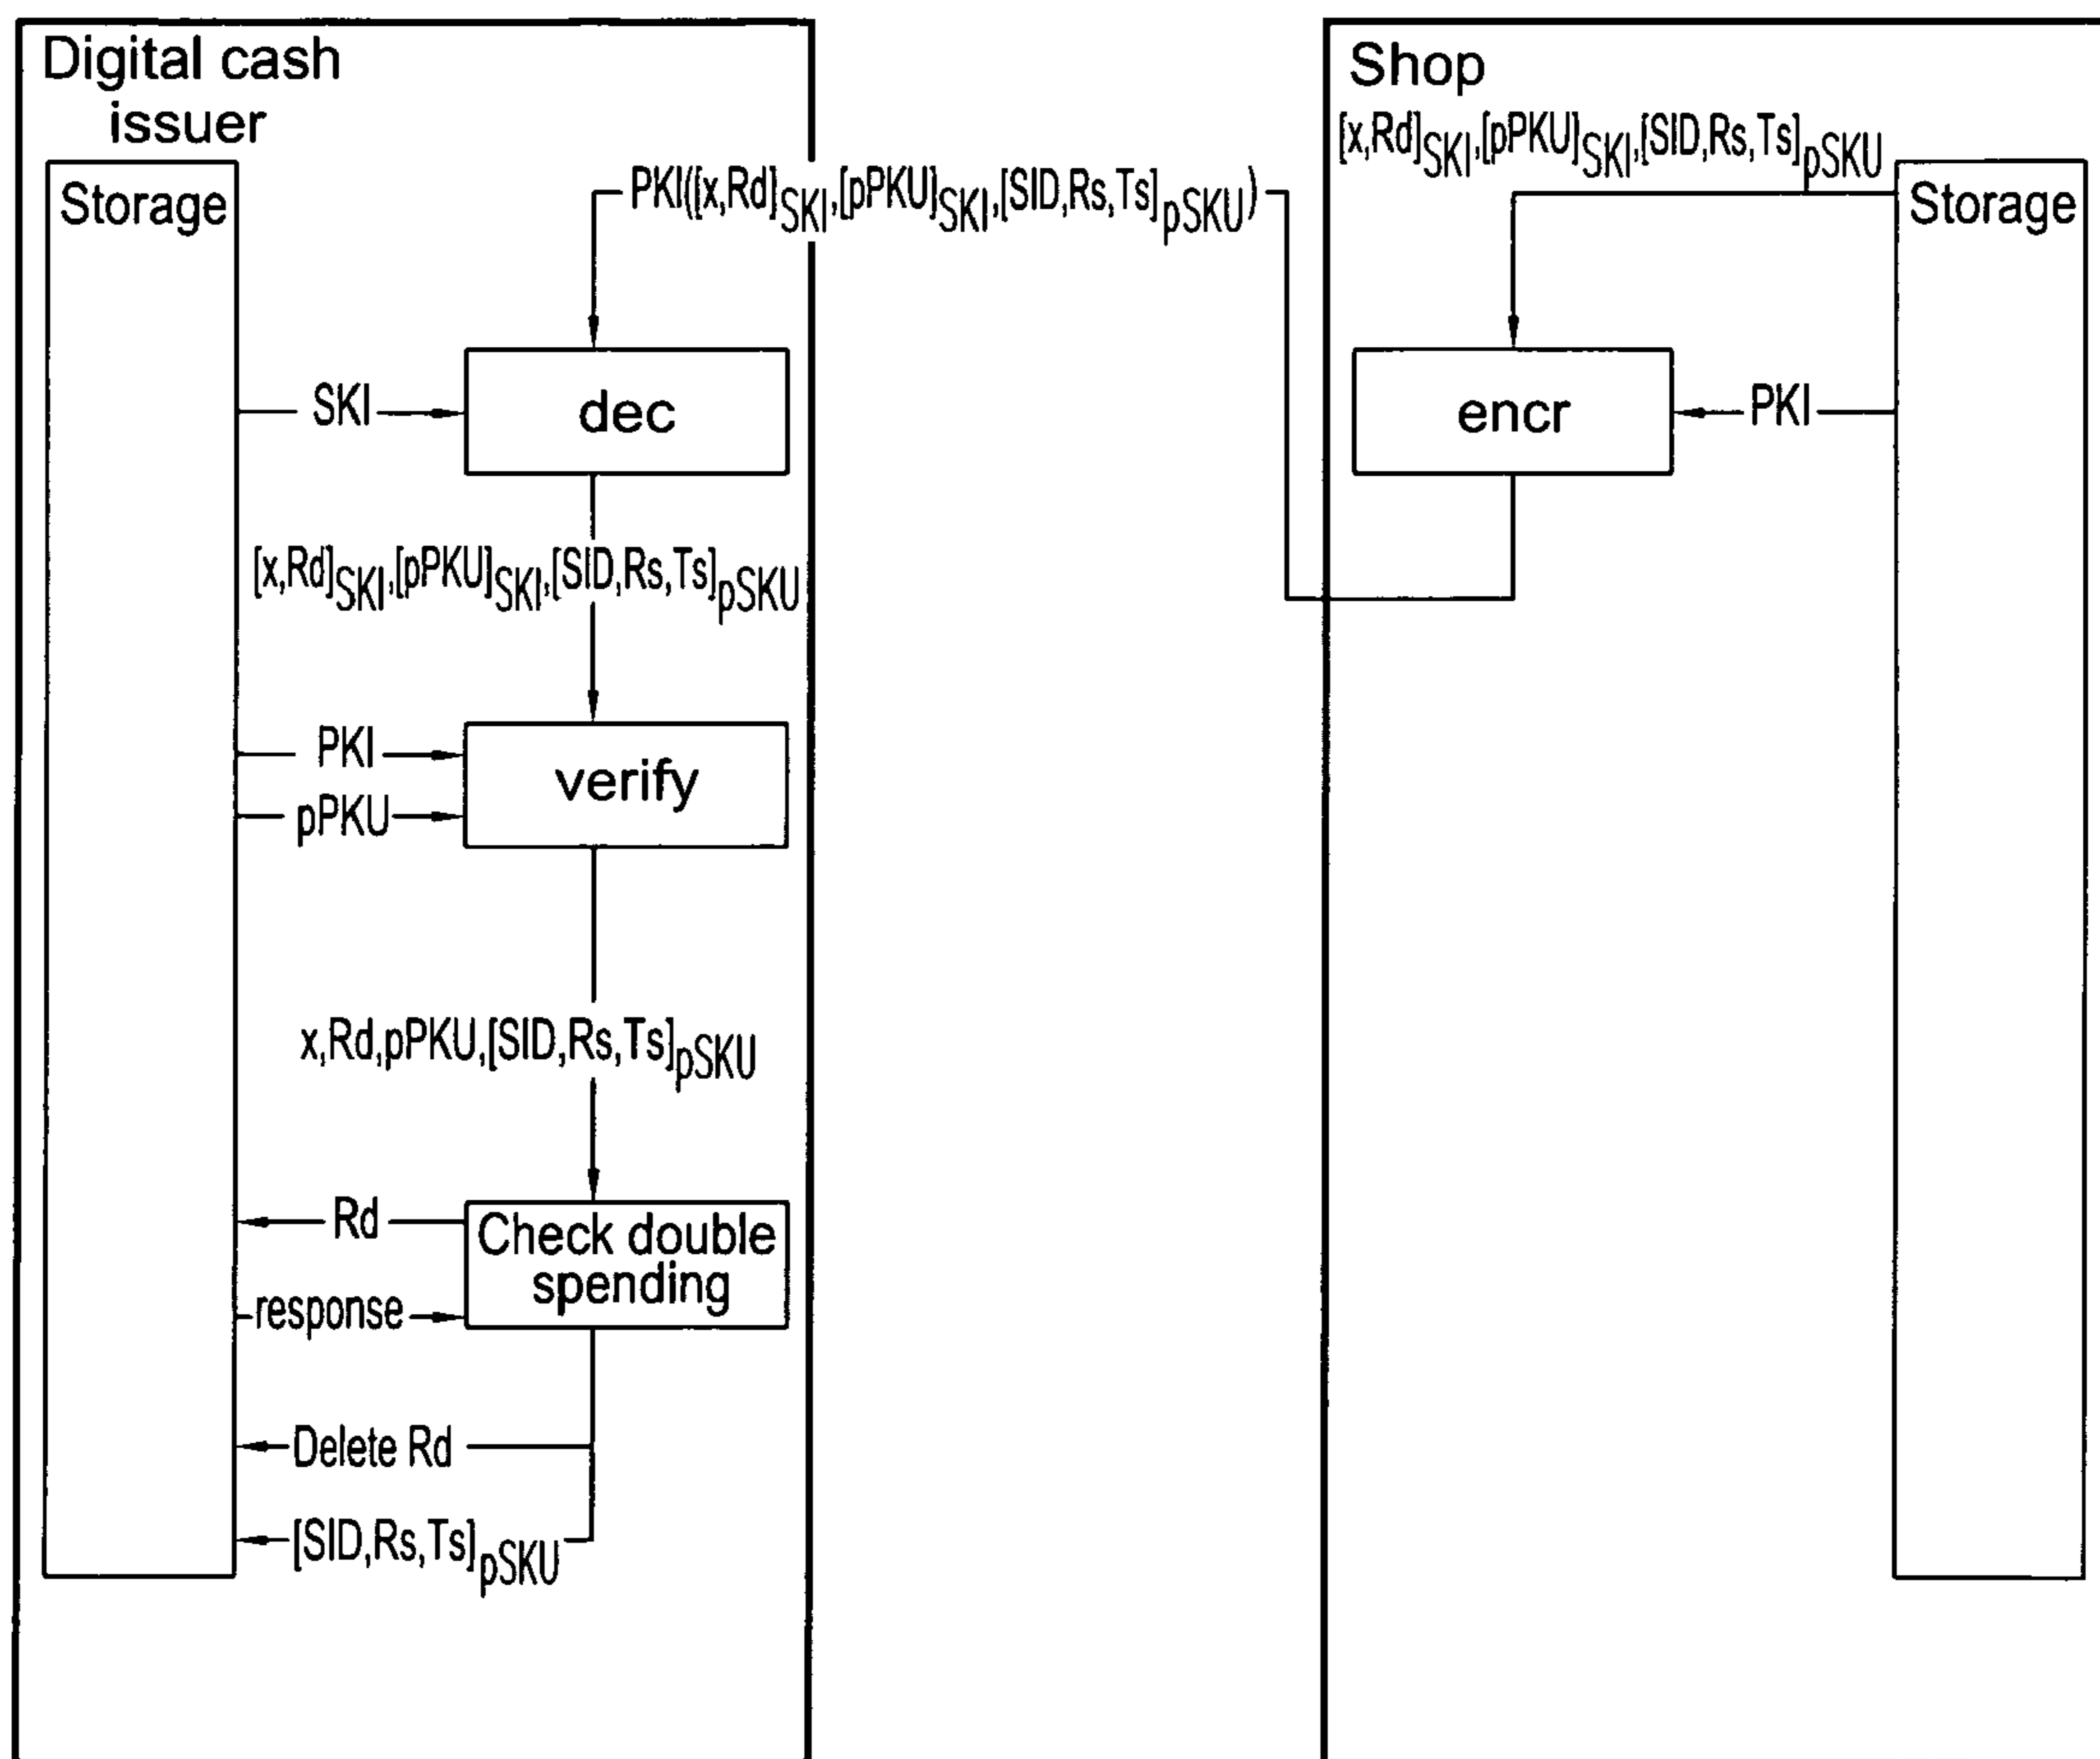 Digital cash
issuer
Storage
PKI([x,Rd]SKI,[pPKU]SKI,[SID,Rs,Ts]pSKU)
SKI
dec
[x,Rd]SKI,[pPKU]SKI,[SID,Rs,Ts]pSKU
PKI
pPKU
verify
x,Rd,pPKU,[SID,Rs,Ts]pSKU
Rd
Check double
spending
response
Delete Rd
[SID,Rs,Ts]pSKU
Shop
[x,Rd]SKI,[pPKU]SKI,[SID,Rs,Ts]pSKU
Storage
encr
PKI